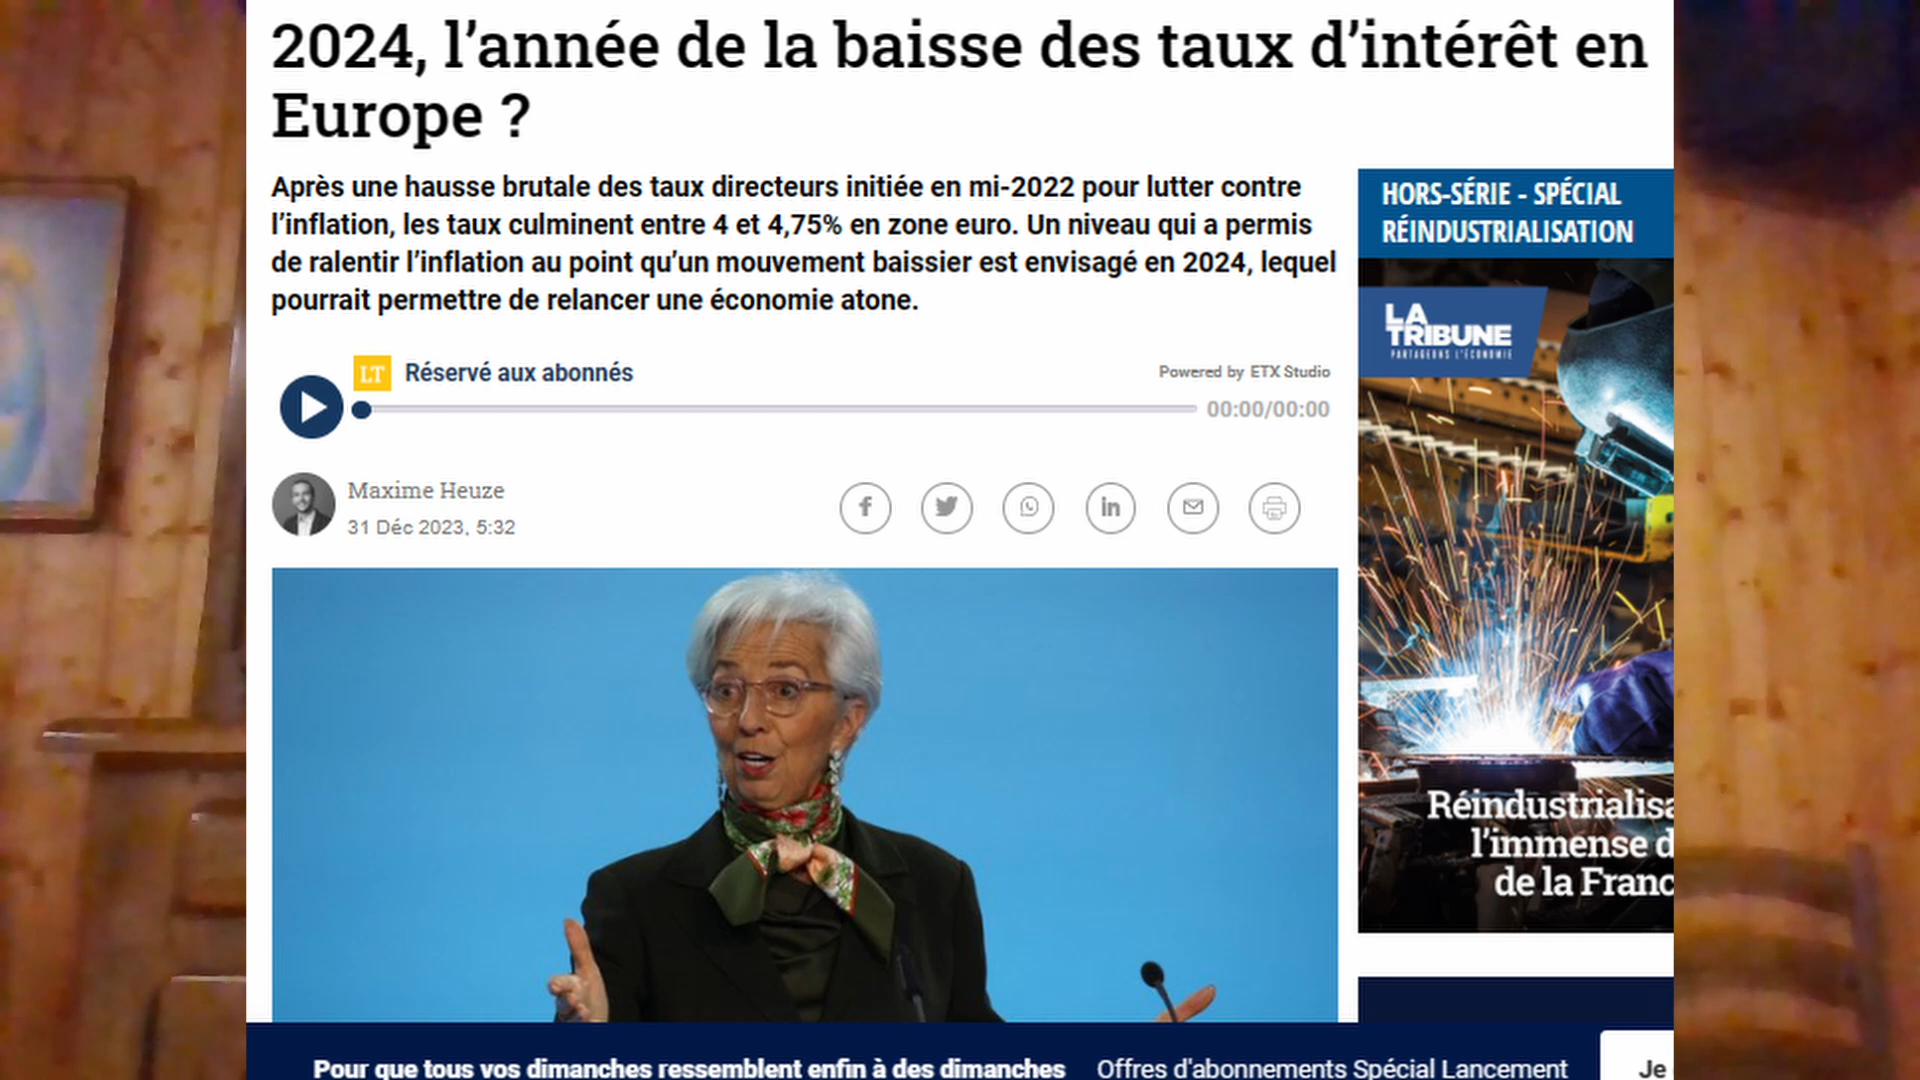 2024, l’année de la baisse des taux d’intérêt en
Europe ?
Après une hausse brutale des taux directeurs initiée en mi-2022 pour lutter contre
l’inflation, les taux culminent entre 4 et 4,75% en zone euro. Un niveau qui a permis
de ralentir l’inflation au point qu’un mouvement baissier est envisagé en 2024, lequel
pourrait permettre de relancer une économie atone.
LT Réservé aux abonnés
Powered by ETX Studio
00:00/00:00
Maxime Heuze
31 Déc 2023, 5:32
HORS-SÉRIE - SPÉCIAL
RÉINDUSTRIALISATION
LA
TRIBUNE
PARTAGEONS L'ÉCONOMIE
Réindustrialisa
l’immense d
de la Franc
Pour que tous vos dimanches ressemblent enfin à des dimanches
Offres d'abonnements Spécial Lancement
Je